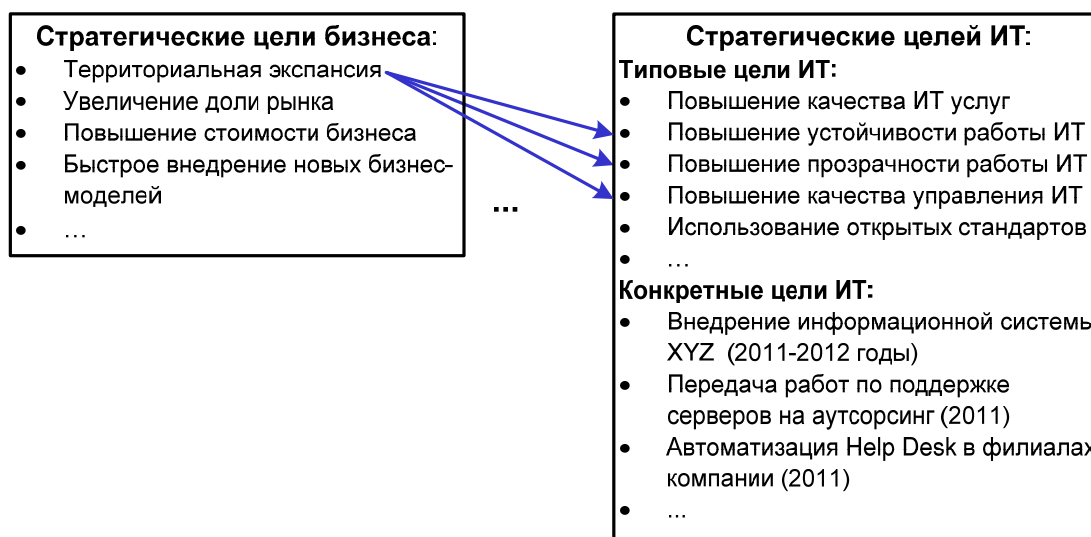 Стратегические цели бизнеса:
• Территориальная экспансия
• Увеличение доли рынка
• Повышение стоимости бизнеса
• Быстрое внедрение новых бизнес-
моделей
• …
...
Стратегические целей ИТ:
Типовые цели ИТ:
• Повышение качества ИТ услуг
• Повышение устойчивости работы ИТ
• Повышение прозрачности работы ИТ
• Повышение качества управления ИТ
• Использование открытых стандартов
• …
Конкретные цели ИТ:
• Внедрение информационной системы
XYZ (2011-2012 годы)
• Передача работ по поддержке
серверов на аутсорсинг (2011)
• Автоматизация Help Desk в филиалах
компании (2011)
• ...